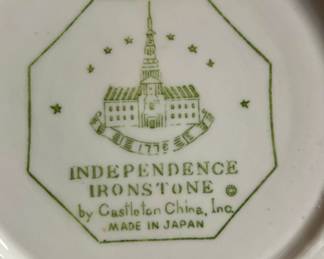 1776
INDEPENDENCE
IRONSTONE
by Castleton China, Inc.
MADE IN JAPAN